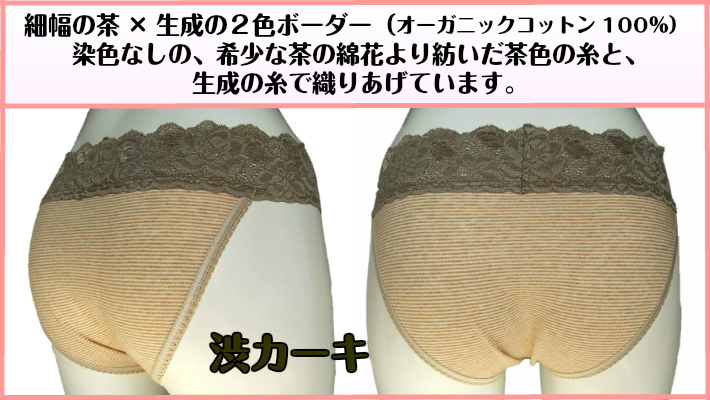 細幅の茶 × 生成の２色ボーダー（オーガニックコットン100％）
染色なしの、希少な茶の綿花より紡いだ茶色の糸と、
生成の糸で織りあげています。
渋カーキ